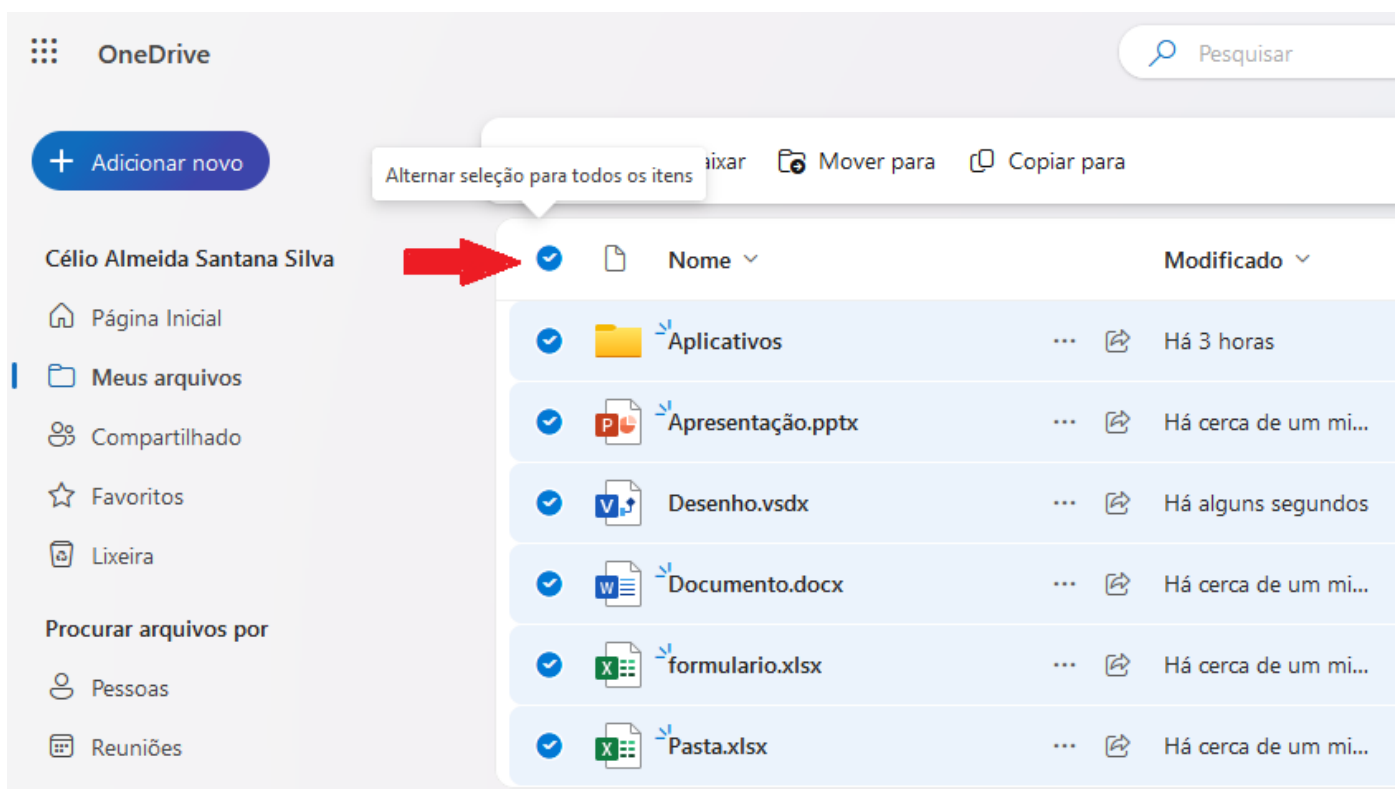 OneDrive
Pesquisar
Adicionar novo
Alternar seleção para todos os itens
Mover para
Copiar para
Célio Almeida Santana Silva
Nome
Modificado
Página Inicial
Aplicativos
Há 3 horas
Meus arquivos
Apresentação.pptx
Há cerca de um mi...
Compartilhado
Favoritos
Desenho.vsdx
Há alguns segundos
Lixeira
Documento.docx
Há cerca de um mi...
Procurar arquivos por
formulario.xlsx
Há cerca de um mi...
Pessoas
Reuniões
Pasta.xlsx
Há cerca de um mi...